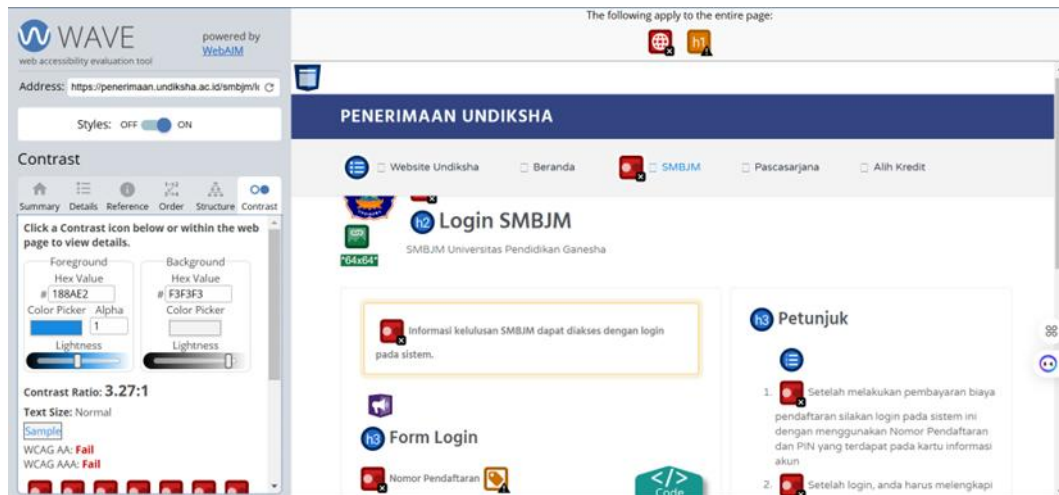 WAVE
web accessibility evaluation tool
powered by
WebAIM
Address: https://penerimaan.undiksha.ac.id/smbjm/l
Styles: OFF ON
Contrast
Summary Details Reference Order Structure Contrast
Click a Contrast icon below or within the web
page to view details.
Foreground
Hex Value
# 188AE2
Color Picker Alpha
1
Lightness
Background
Hex Value
# F3F3F3
Color Picker
Lightness
Contrast Ratio: 3.27:1
Text Size: Normal
Sample
WCAG AA: Fail
WCAG AAA: Fail
The following apply to the entire page:
h1
PENERIMAAN UNDIKSHA
Website Undiksha Beranda SMBJM Pascasarjana Alih Kredit
*64x64*
h2 Login SMBJM
SMBJM Universitas Pendidikan Ganesha
Informasi kelulusan SMBJM dapat diakses dengan login
pada sistem.
h3 Form Login
Nomor Pendaftaran
</>
Code
h3 Petunjuk
1. Setelah melakukan pembayaran biaya
pendaftaran silakan login pada sistem ini
dengan menggunakan Nomor Pendaftaran
dan PIN yang terdapat pada kartu informasi
akun
2. Setelah login, anda harus melengkapi